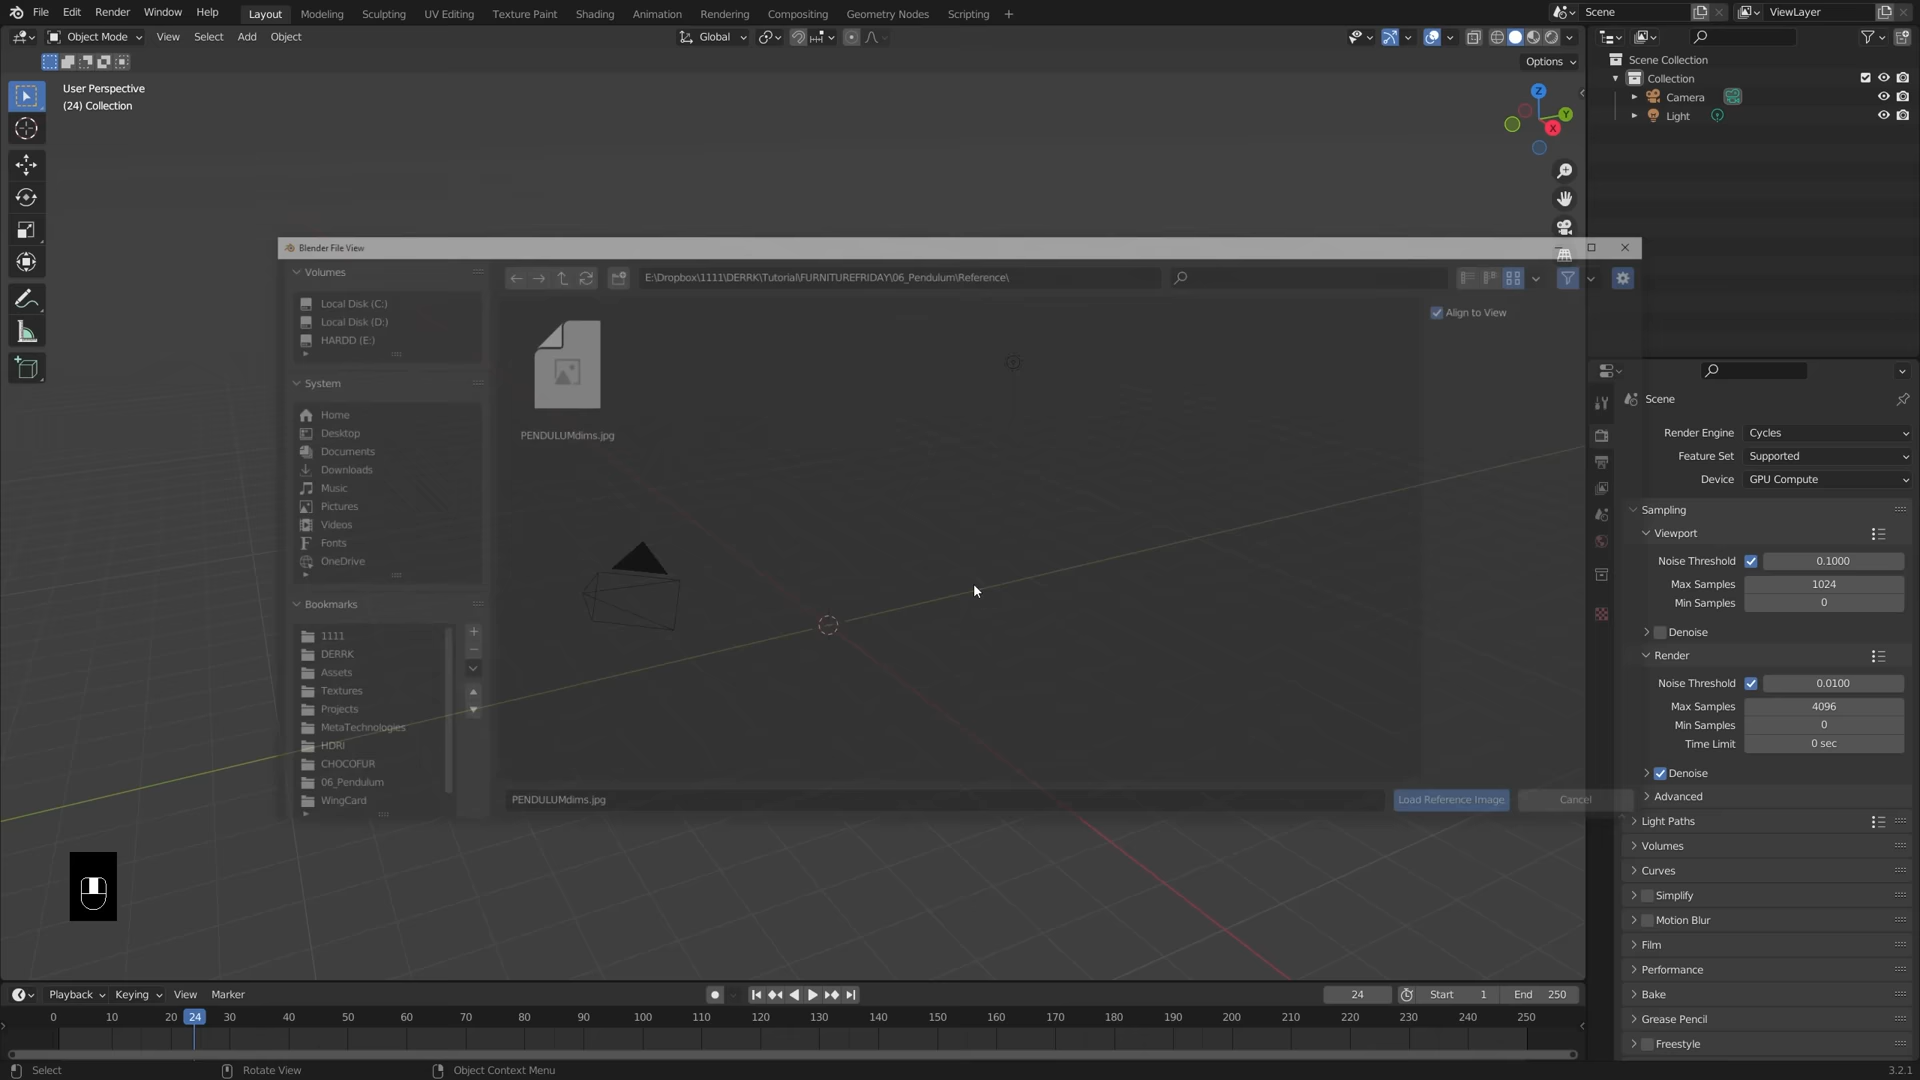 File Edit Render Window Help Layout Modeling Sculpting UV Editing Texture Paint Shading Animation Rendering Compositing Geometry Nodes Scripting + Scene ViewLayer
Object Mode View Select Add Object Global
Options
User Perspective
(24) Collection
Z
Y
X
Scene Collection
Collection
Camera
Light
Blender File View
Volumes
Local Disk (C:)
Local Disk (D:)
HARDD (E:)
System
Home
Desktop
Documents
Downloads
Music
Pictures
Videos
Fonts
OneDrive
Bookmarks
1111
DERRK
Assets
Textures
Projects
MetaTechnologies
HDRI
CHOCOFUR
06_Pendulum
WingCard
E:\Dropbox\1111\DERRK\Tutorial\FURNITUREFRIDAY\06_Pendulum\Reference\
Align to View
PENDULUMdims.jpg
PENDULUMdims.jpg
Load Reference Image
Cancel
Scene
Render Engine Cycles
Feature Set Supported
Device GPU Compute
Sampling
Viewport
Noise Threshold 0.1000
Max Samples 1024
Min Samples 0
Denoise
Render
Noise Threshold 0.0100
Max Samples 4096
Min Samples 0
Time Limit 0 sec
Denoise
Advanced
Light Paths
Volumes
Curves
Simplify
Motion Blur
Film
Performance
Bake
Grease Pencil
Freestyle
Playback Keying View Marker 24 Start 1 End 250
0 10 20 24 30 40 50 60 70 80 90 100 110 120 130 140 150 160 170 180 190 200 210 220 230 240 250
Select Rotate View Object Context Menu 3.2.1